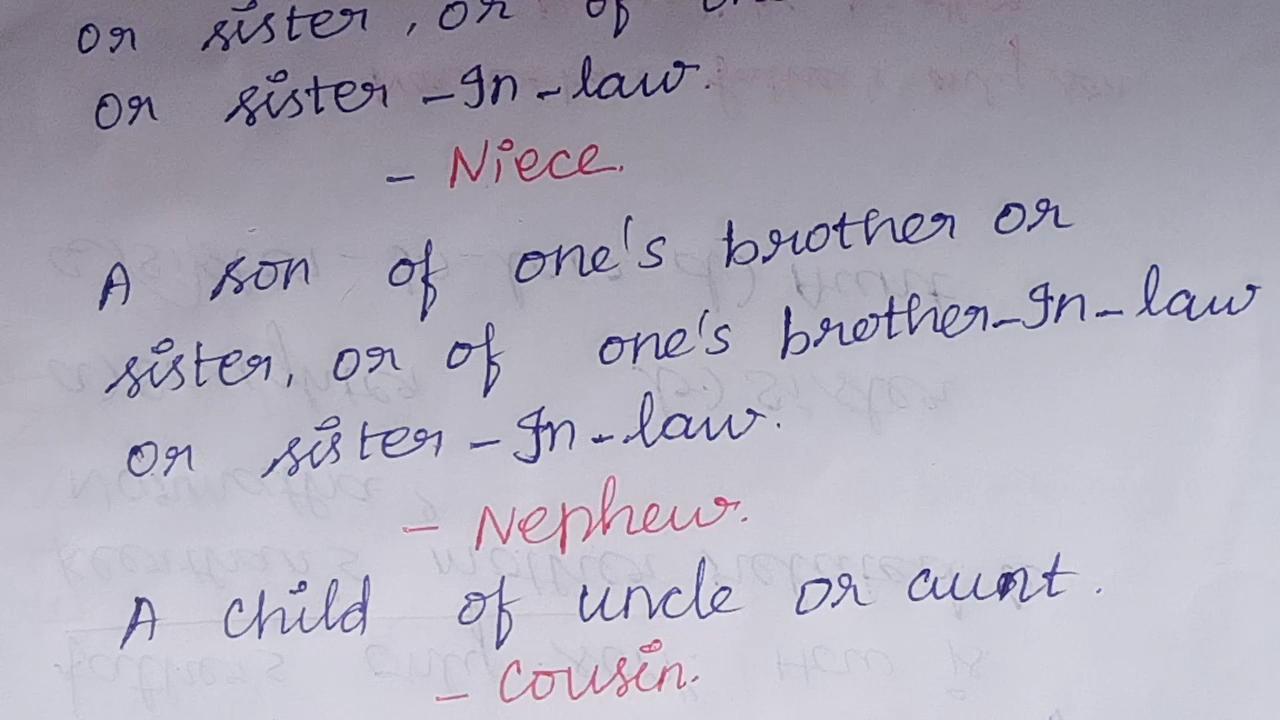 or sister, or of
or sister-In-law.
- Niece.
A son of one's brother or
sister, or of one's brother-In-law
or sister-In-law.
- Nephew.
A child of uncle or aunt.
- Cousin.